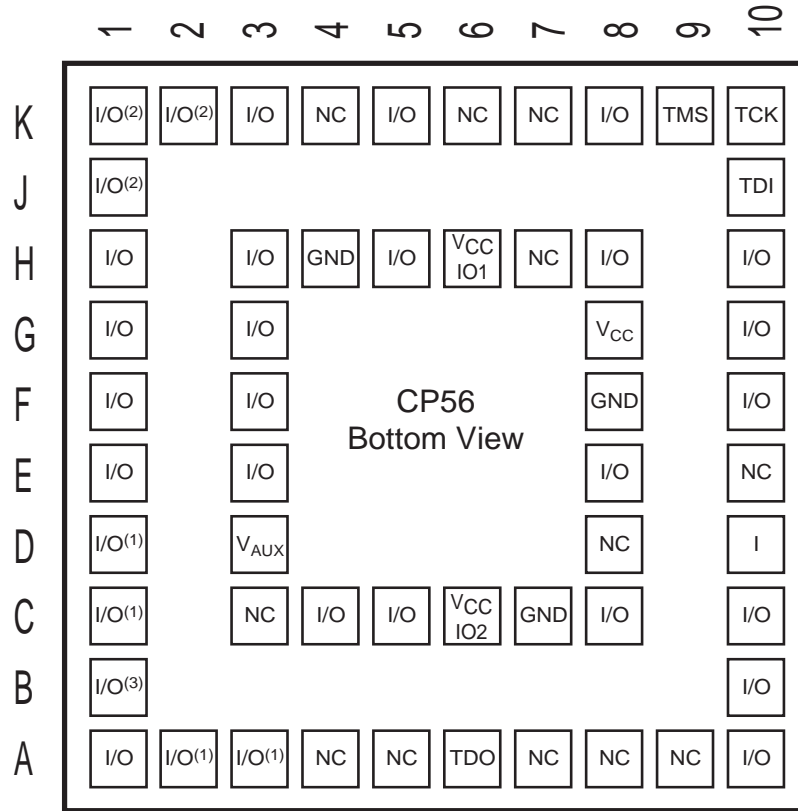 1 2 3 4 5 6 7 8 9 10
K I/O(2) I/O(2) I/O NC I/O NC NC I/O TMS TCK
J I/O(2) TDI
H I/O I/O GND I/O VCC IO1 NC I/O I/O
G I/O I/O VCC I/O
F I/O I/O CP56 GND I/O
Bottom View
E I/O I/O I/O NC
D I/O(1) VAUX NC I
C I/O(1) NC I/O I/O VCC IO2 GND I/O I/O
B I/O(3) I/O
A I/O I/O(1) I/O(1) NC NC TDO NC NC NC I/O